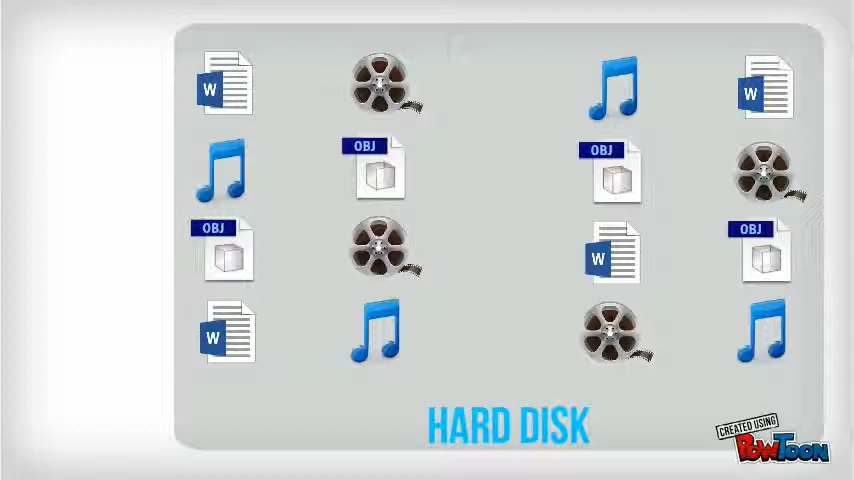 W
W
OBJ
OBJ
OBJ
W
OBJ
W
HARD DISK
CREATED USING
POWTOON